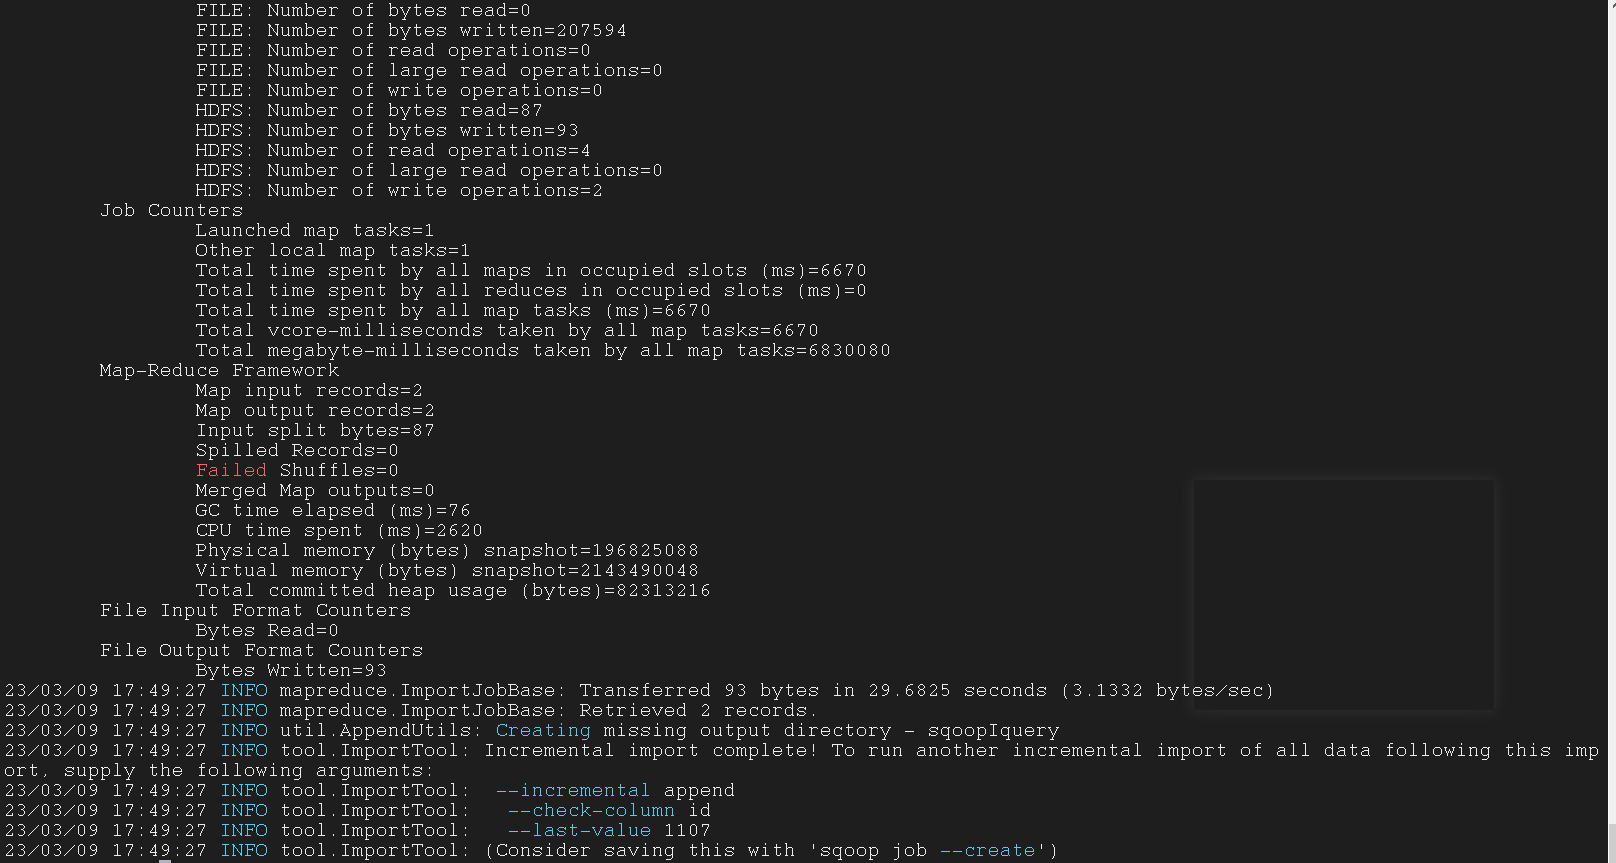 FILE: Number of bytes read=0
FILE: Number of bytes written=207594
FILE: Number of read operations=0
FILE: Number of large read operations=0
FILE: Number of write operations=0
HDFS: Number of bytes read=87
HDFS: Number of bytes written=93
HDFS: Number of read operations=4
HDFS: Number of large read operations=0
HDFS: Number of write operations=2
Job Counters
Launched map tasks=1
Other local map tasks=1
Total time spent by all maps in occupied slots (ms)=6670
Total time spent by all reduces in occupied slots (ms)=0
Total time spent by all map tasks (ms)=6670
Total vcore-milliseconds taken by all map tasks=6670
Total megabyte-milliseconds taken by all map tasks=6830080
Map-Reduce Framework
Map input records=2
Map output records=2
Input split bytes=87
Spilled Records=0
Failed Shuffles=0
Merged Map outputs=0
GC time elapsed (ms)=76
CPU time spent (ms)=2620
Physical memory (bytes) snapshot=196825088
Virtual memory (bytes) snapshot=2143490048
Total committed heap usage (bytes)=82313216
File Input Format Counters
Bytes Read=0
File Output Format Counters
Bytes Written=93
23/03/09 17:49:27 INFO mapreduce.ImportJobBase: Transferred 93 bytes in 29.6825 seconds (3.1332 bytes/sec)
23/03/09 17:49:27 INFO mapreduce.ImportJobBase: Retrieved 2 records.
23/03/09 17:49:27 INFO util.AppendUtils: Creating missing output directory - sqoopIquery
23/03/09 17:49:27 INFO tool.ImportTool: Incremental import complete! To run another incremental import of all data following this imp
ort, supply the following arguments:
23/03/09 17:49:27 INFO tool.ImportTool:  --incremental append
23/03/09 17:49:27 INFO tool.ImportTool:   --check-column id
23/03/09 17:49:27 INFO tool.ImportTool:   --last-value 1107
23/03/09 17:49:27 INFO tool.ImportTool: (Consider saving this with 'sqoop job --create')